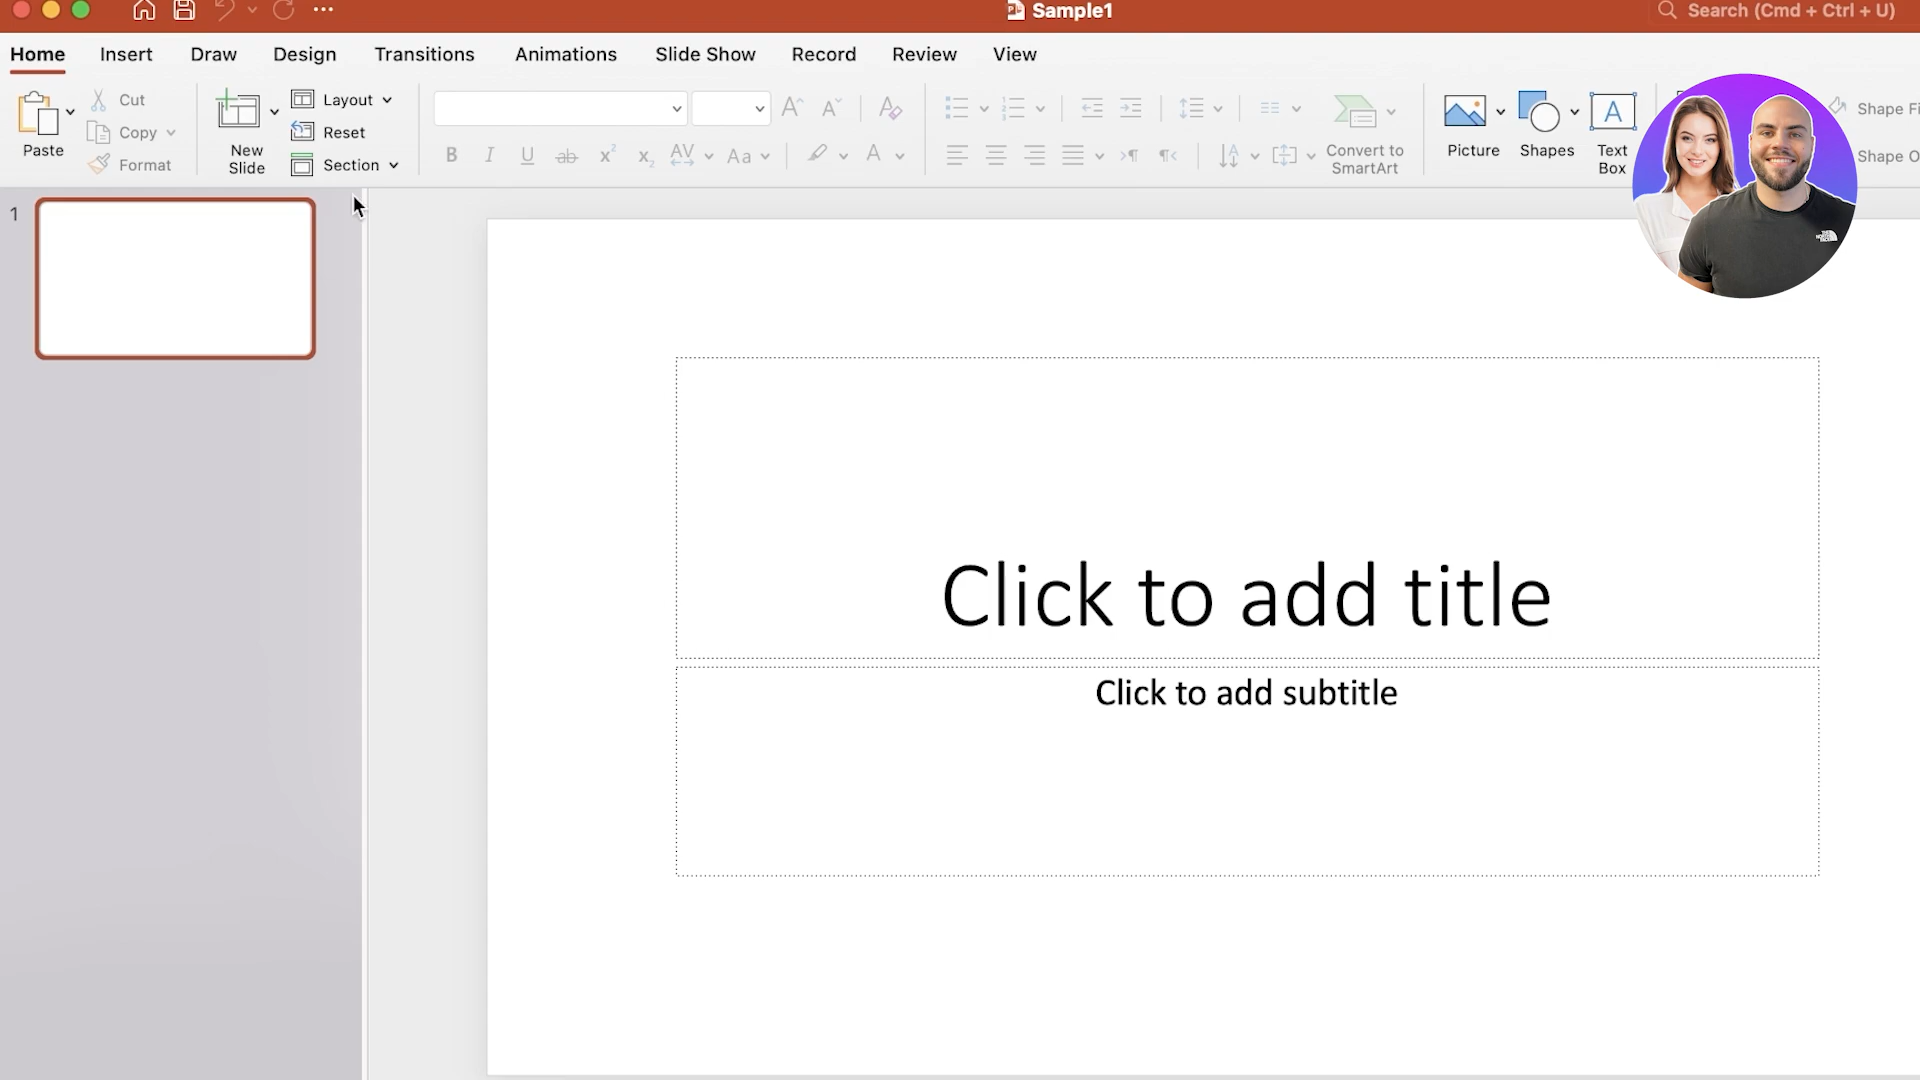 Sample1
Search (Cmd + Ctrl + U)
Home Insert Draw Design Transitions Animations Slide Show Record Review View
Paste
Cut
Copy
Format
New
Slide
Layout
Reset
Section
Convert to
SmartArt
Picture
Shapes
Text
Box
Shape Fi
Shape O
1
Click to add title
Click to add subtitle